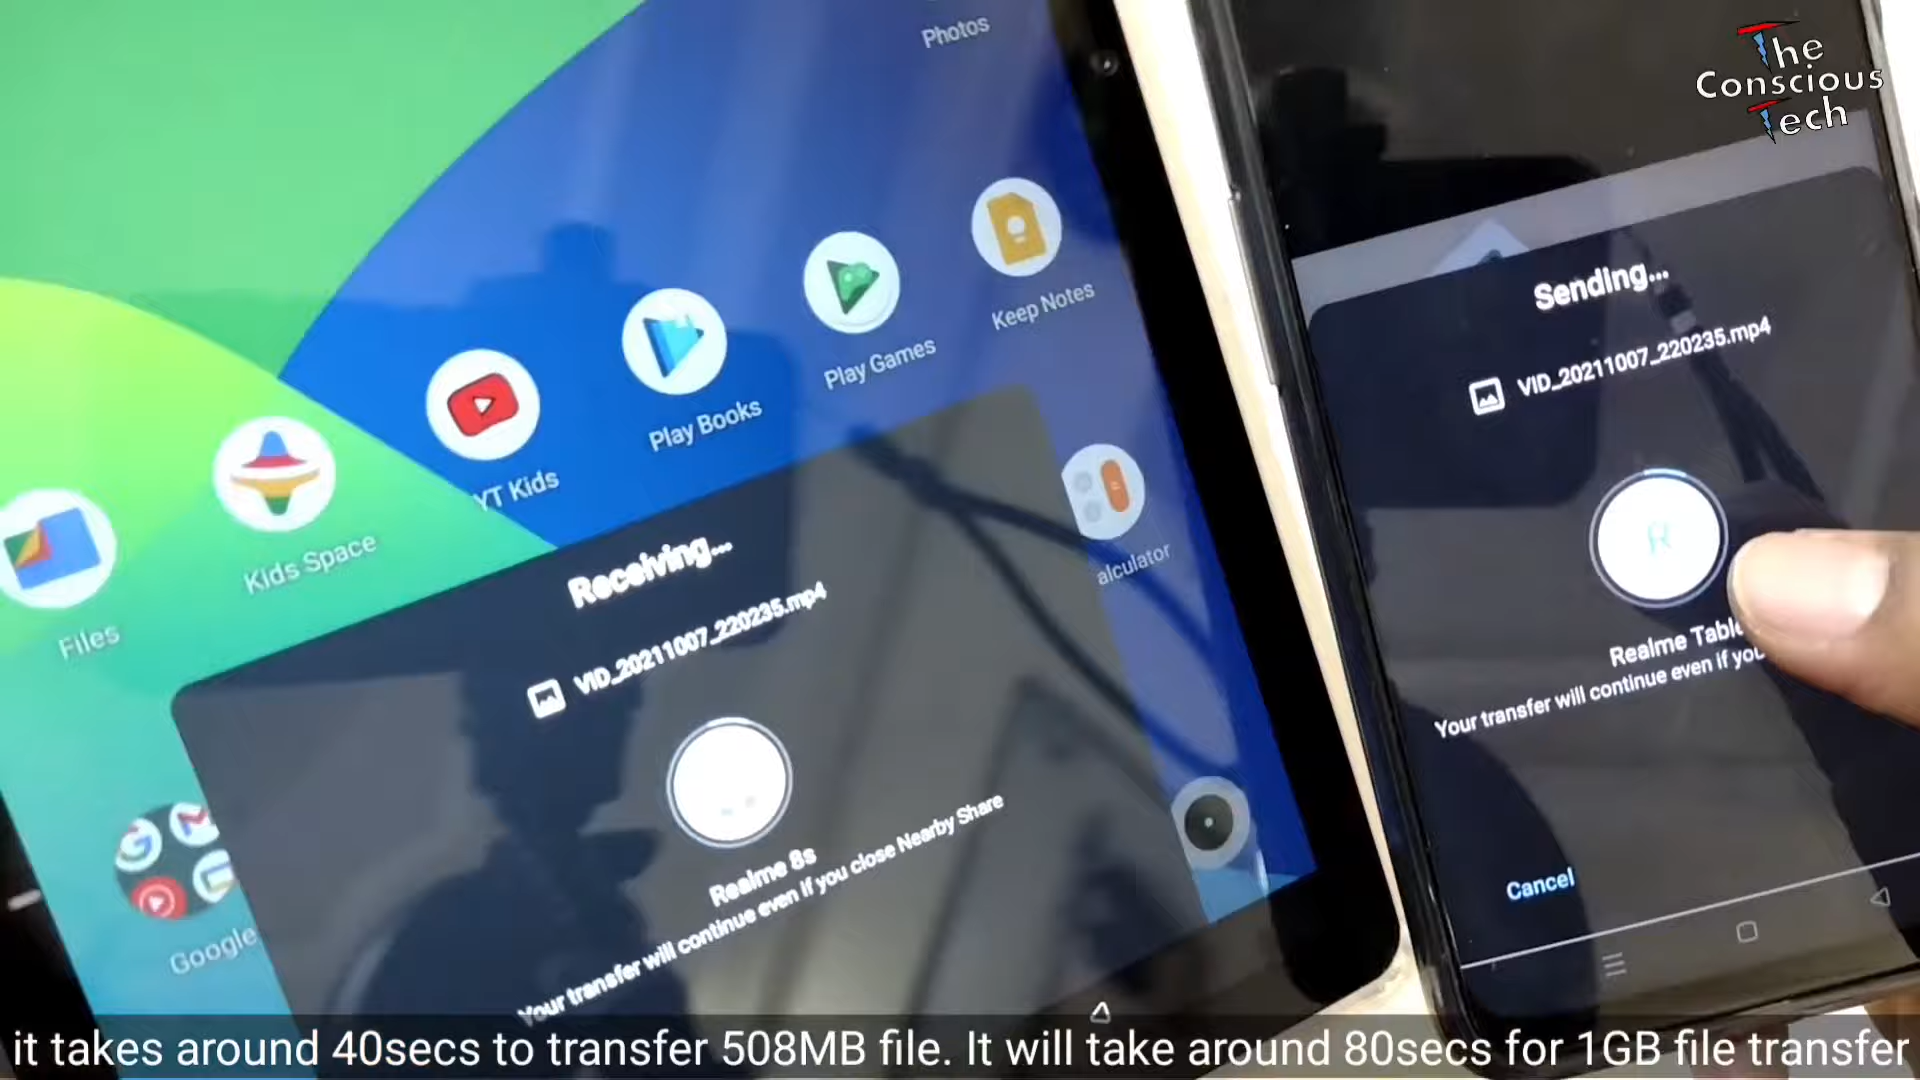 Photos
The
Conscious
Tech
Keep Notes
Play Games
Play Books
YT Kids
Kids Space
Files
alculator
Google
Receiving...
VID_20211007_220235.mp4
Realme 8s
Your transfer will continue even if you close Nearby Share
Sending...
VID_20211007_220235.mp4
R
Realme Table
Your transfer will continue even if you
Cancel
it takes around 40secs to transfer 508MB file. It will take around 80secs for 1GB file transfer